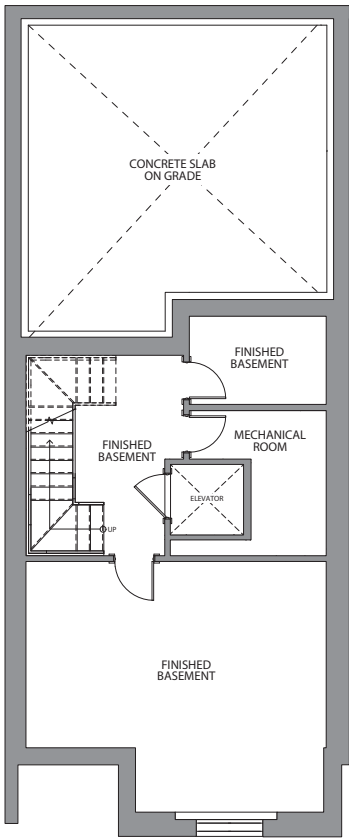 CONCRETE SLAB
ON GRADE
FINISHED
BASEMENT
MECHANICAL
ROOM
FINISHED
BASEMENT
ELEVATOR
UP
FINISHED
BASEMENT